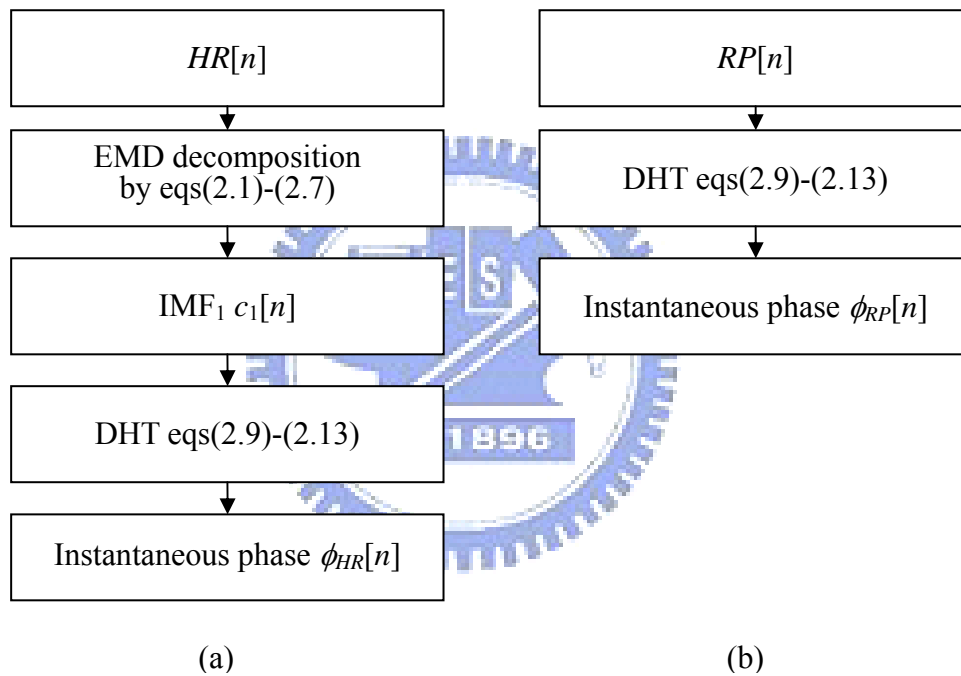 HR[n]
EMD decomposition
by eqs(2.1)-(2.7)
IMF₁ c₁[n]
DHT eqs(2.9)-(2.13)
Instantaneous phase ϕHR[n]
(a)
RP[n]
DHT eqs(2.9)-(2.13)
Instantaneous phase ϕRP[n]
(b)
E S
1896